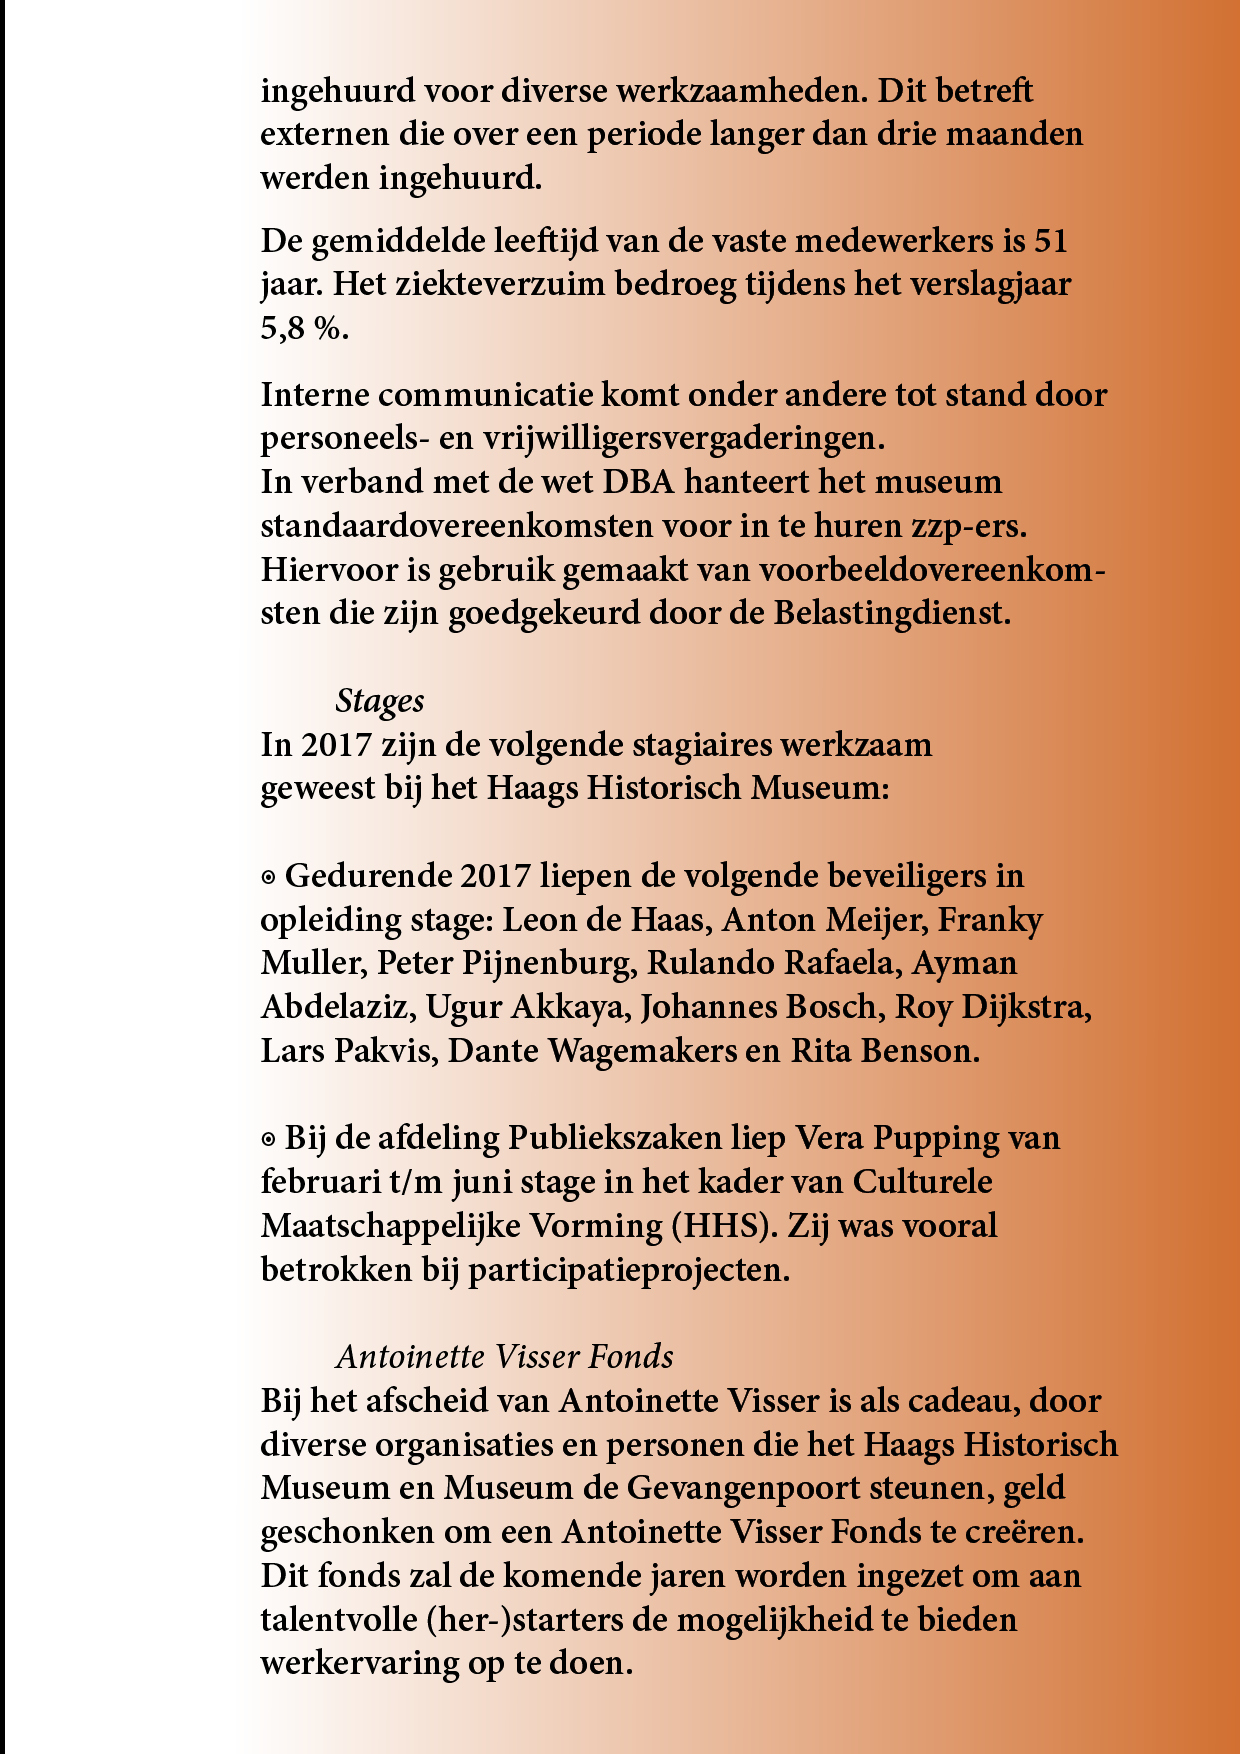 ingehuurd voor diverse werkzaamheden. Dit betreft
externen die over een periode langer dan drie maanden
werden ingehuurd.
De gemiddelde leeftijd van de vaste medewerkers is 51
jaar. Het ziekteverzuim bedroeg tijdens het verslagjaar
5,8 %.
Interne communicatie komt onder andere tot stand door
personeels- en vrijwilligersvergaderingen.
In verband met de wet DBA hanteert het museum
standaardovereenkomsten voor in te huren zzp-ers.
Hiervoor is gebruik gemaakt van voorbeeldovereenkom-
sten die zijn goedgekeurd door de Belastingdienst.
Stages
In 2017 zijn de volgende stagiaires werkzaam
geweest bij het Haags Historisch Museum:
⊙ Gedurende 2017 liepen de volgende beveiligers in
opleiding stage: Leon de Haas, Anton Meijer, Franky
Muller, Peter Pijnenburg, Rulando Rafaela, Ayman
Abdelaziz, Ugur Akkaya, Johannes Bosch, Roy Dijkstra,
Lars Pakvis, Dante Wagemakers en Rita Benson.
⊙ Bij de afdeling Publiekszaken liep Vera Pupping van
februari t/m juni stage in het kader van Culturele
Maatschappelijke Vorming (HHS). Zij was vooral
betrokken bij participatieprojecten.
Antoinette Visser Fonds
Bij het afscheid van Antoinette Visser is als cadeau, door
diverse organisaties en personen die het Haags Historisch
Museum en Museum de Gevangenpoort steunen, geld
geschonken om een Antoinette Visser Fonds te creëren.
Dit fonds zal de komende jaren worden ingezet om aan
talentvolle (her-)starters de mogelijkheid te bieden
werkervaring op te doen.